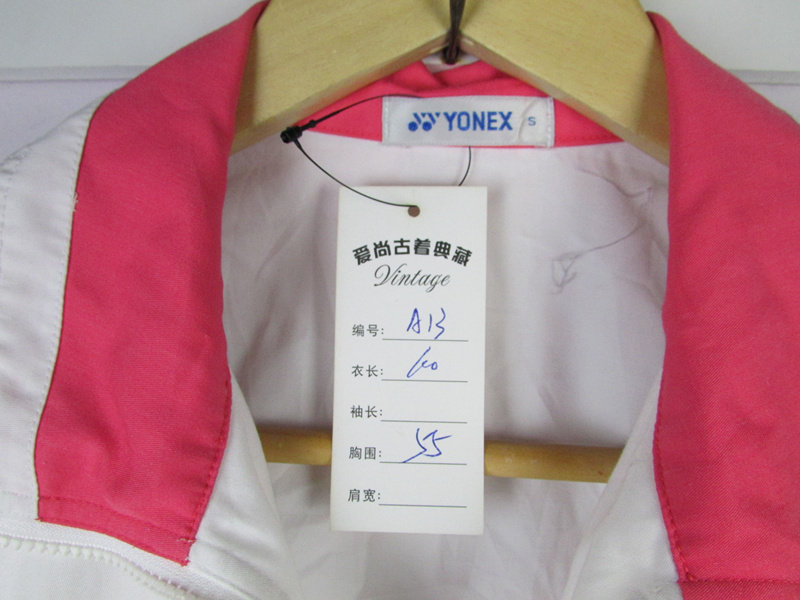 YONEX S
爱尚古着典藏
Vintage
编号: A13
衣长: 60
袖长:
胸围: 55
肩宽: